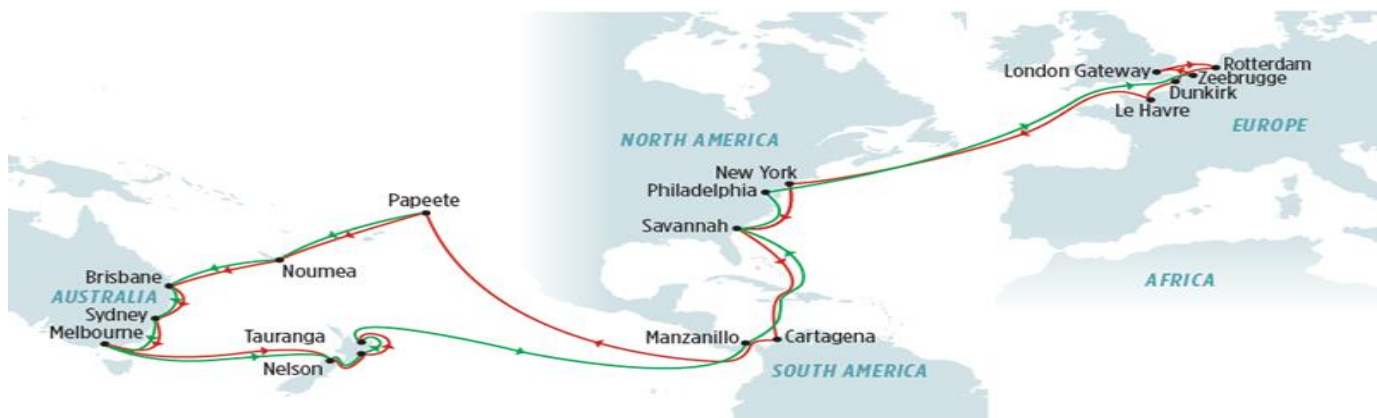 London Gateway
Rotterdam
Zeebrugge
Dunkirk
Le Havre
EUROPE
NORTH AMERICA
New York
Philadelphia
Papeete
Savannah
Noumea
Brisbane
AUSTRALIA
Sydney
Melbourne
Tauranga
Nelson
Manzanillo
Cartagena
SOUTH AMERICA
AFRICA